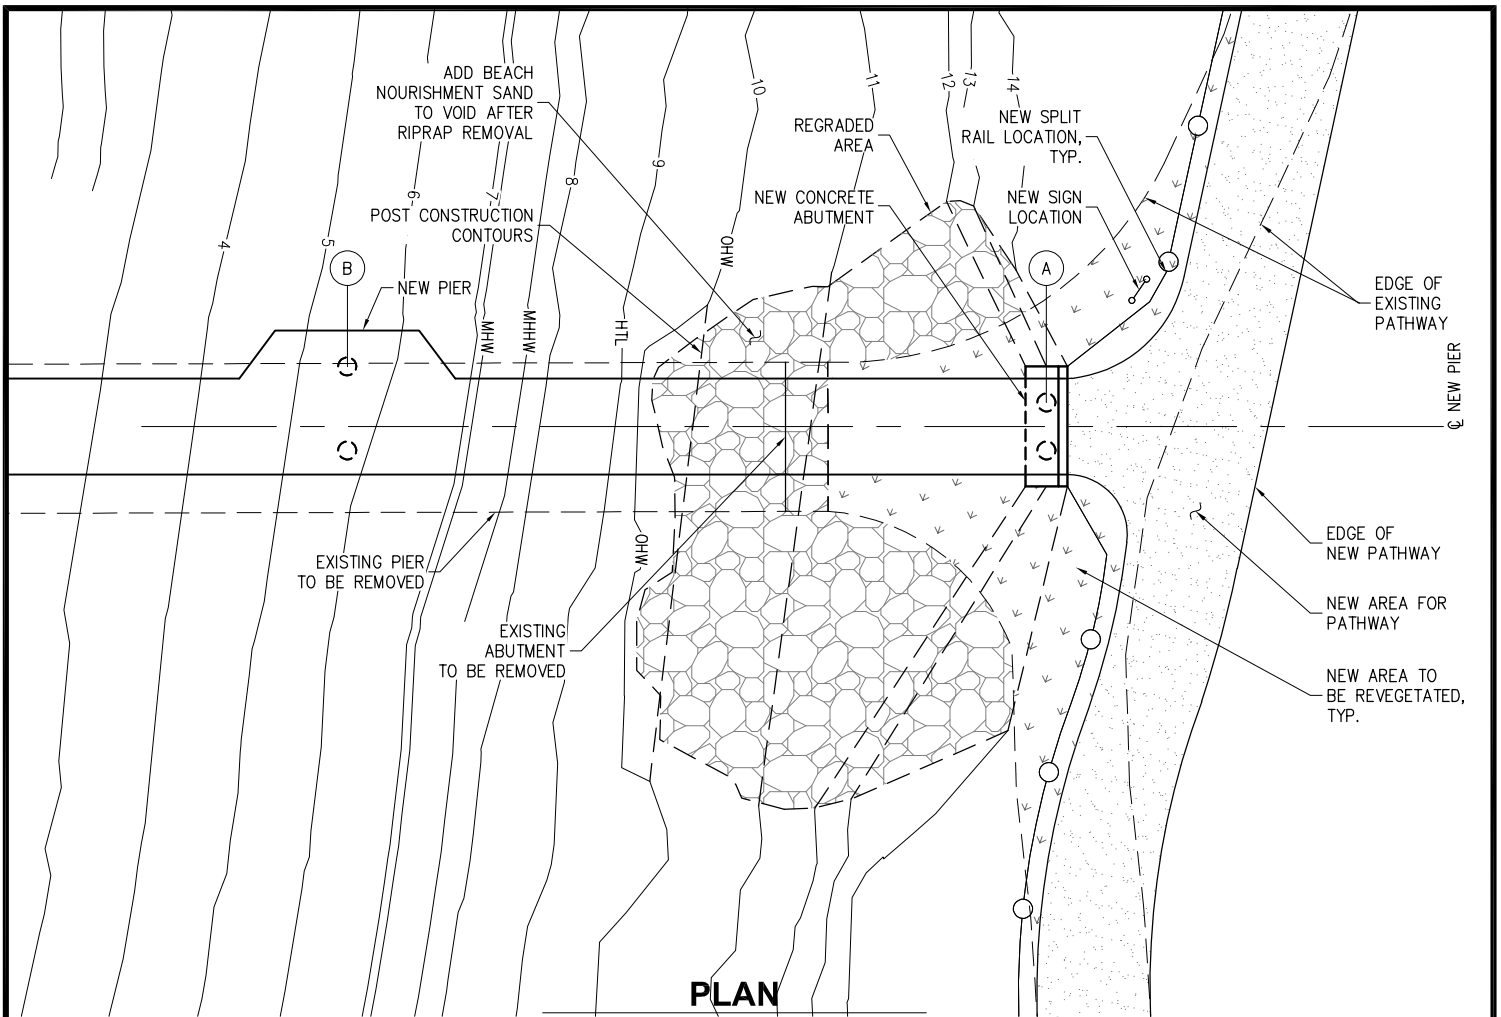 ADD BEACH
NOURISHMENT SAND
TO VOID AFTER
RIPRAP REMOVAL
10
11
12
13
14
REGRADED
AREA
NEW SPLIT
RAIL LOCATION,
TYP.
9
8
7
6
5
4
NEW CONCRETE
ABUTMENT
NEW SIGN
LOCATION
POST CONSTRUCTION
CONTOURS
OHW
B
A
NEW PIER
EDGE OF
EXISTING
PATHWAY
MHW
MHHW
HTL
℄ NEW PIER
EXISTING PIER
TO BE REMOVED
OHW
EDGE OF
NEW PATHWAY
NEW AREA FOR
PATHWAY
EXISTING
ABUTMENT
TO BE REMOVED
NEW AREA TO
BE REVEGETATED,
TYP.
PLAN